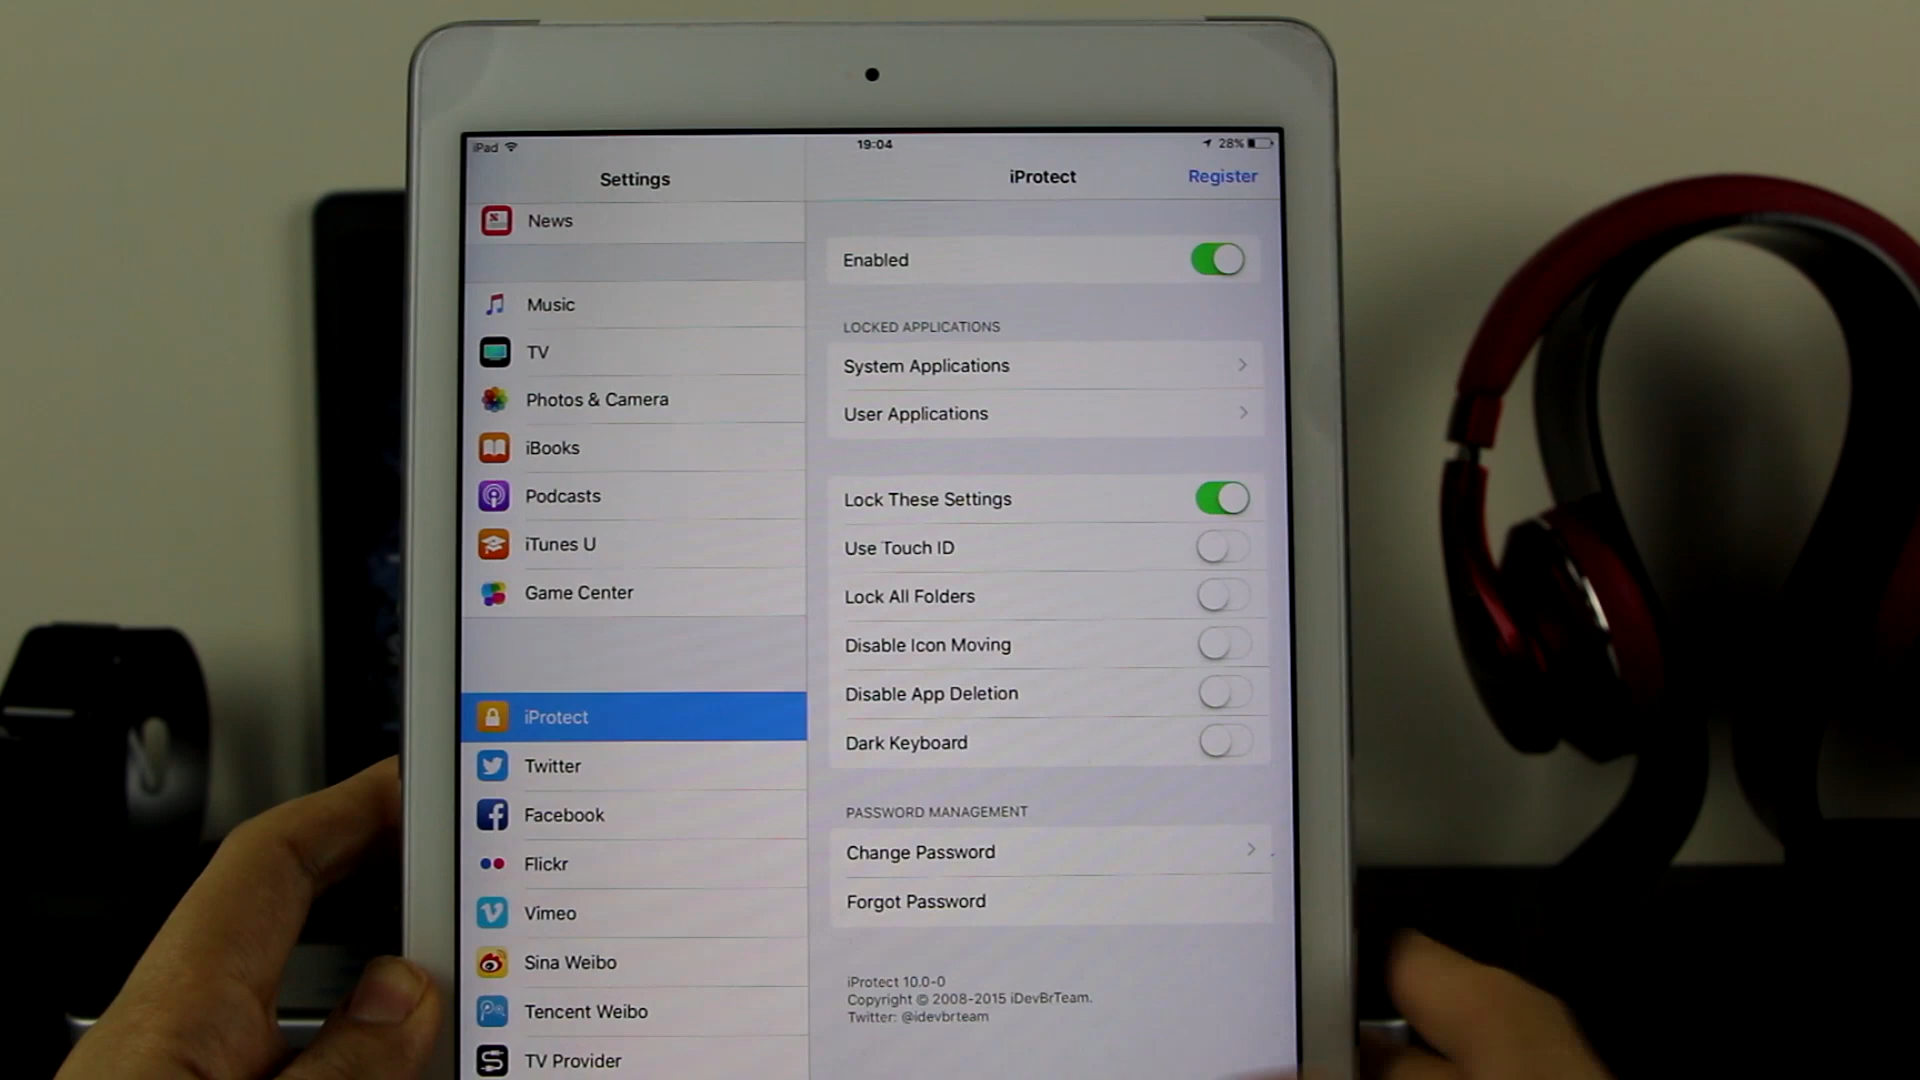 iPad
19:04
28%
Settings
iProtect
Register
News
Music
TV
Photos & Camera
iBooks
Podcasts
iTunes U
Game Center
iProtect
Twitter
Facebook
Flickr
Vimeo
Sina Weibo
Tencent Weibo
TV Provider
Enabled
LOCKED APPLICATIONS
System Applications
User Applications
Lock These Settings
Use Touch ID
Lock All Folders
Disable Icon Moving
Disable App Deletion
Dark Keyboard
PASSWORD MANAGEMENT
Change Password
Forgot Password
iProtect 10.0-0
Copyright © 2008-2015 iDevBrTeam.
Twitter: @idevbrteam